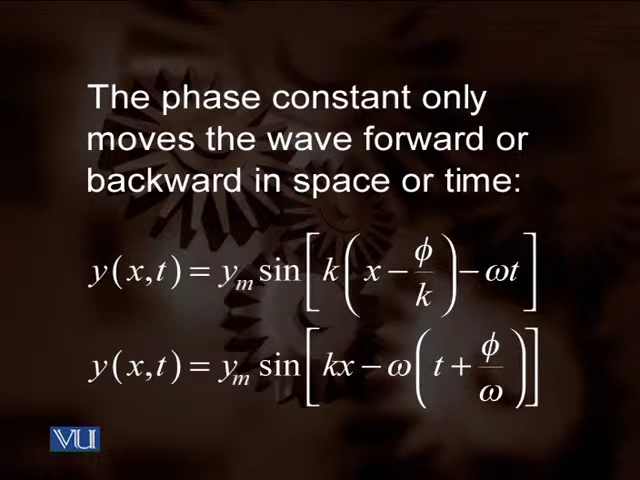 The phase constant only
moves the wave forward or
backward in space or time:
y(x,t) = y_m sin[k(x − ϕ/k) − ωt]
y(x,t) = y_m sin[kx − ω(t + ϕ/ω)]
VU